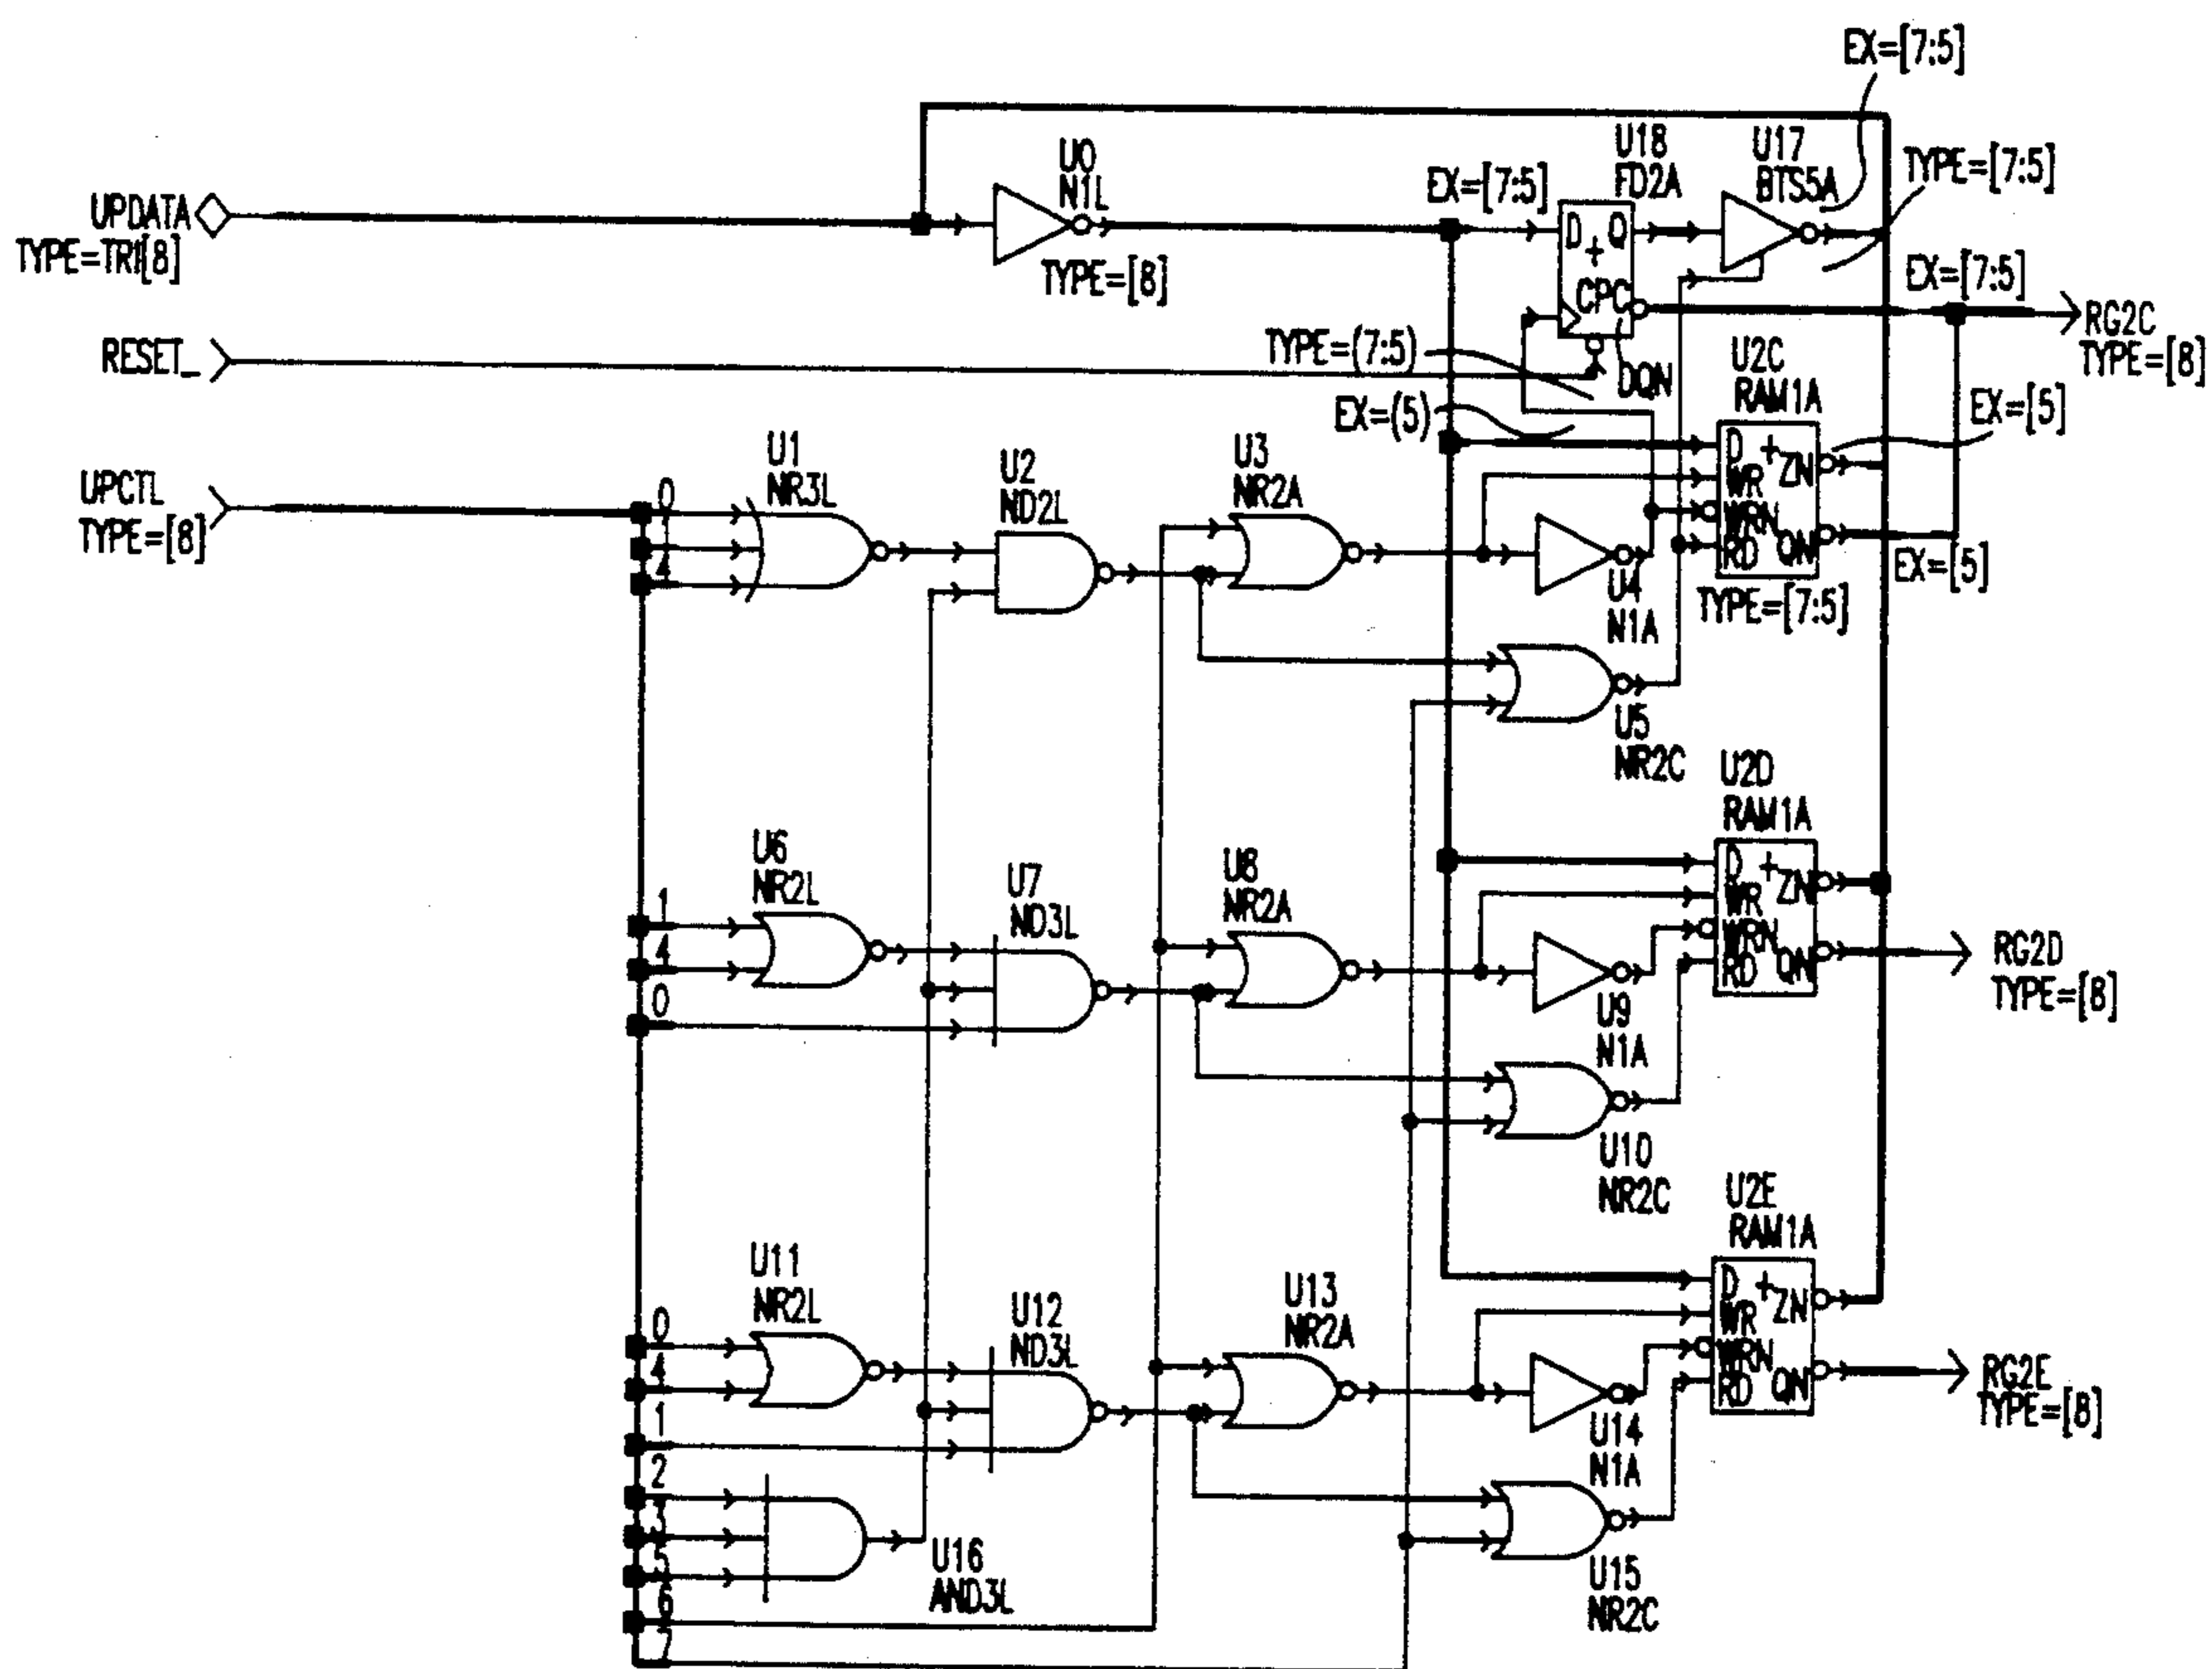 EX=[7:5]
U18
FD2A
U17
BTS5A
TYPE=[7:5]
U0
N1L
EX=[7:5]
UPDATA
TYPE=TRI[8]
TYPE=[8]
D + Q
CPC
EX=[7:5]
RG2C
TYPE=[8]
RESET_
TYPE=(7:5)
DQN
U2C
RAM1A
EX=(5)
EX=[5]
UPCTL
TYPE=[8]
0
1
4
U1
NR3L
U2
ND2L
U3
NR2A
U4
N1A
D + ZN
WR
WRN
RD QN
EX=[5]
TYPE=[7:5]
U5
NR2C
U2D
RAM1A
U6
NR2L
U7
ND3L
U8
NR2A
1
4
0
D + ZN
WR
WRN
RD QN
RG2D
TYPE=[8]
U9
N1A
U10
NR2C
U2E
RAM1A
U11
NR2L
U12
ND3L
U13
NR2A
0
4
1
2
3
5
6
7
D + ZN
WR
WRN
RD QN
RG2E
TYPE=[8]
U14
N1A
U16
AND3L
U15
NR2C